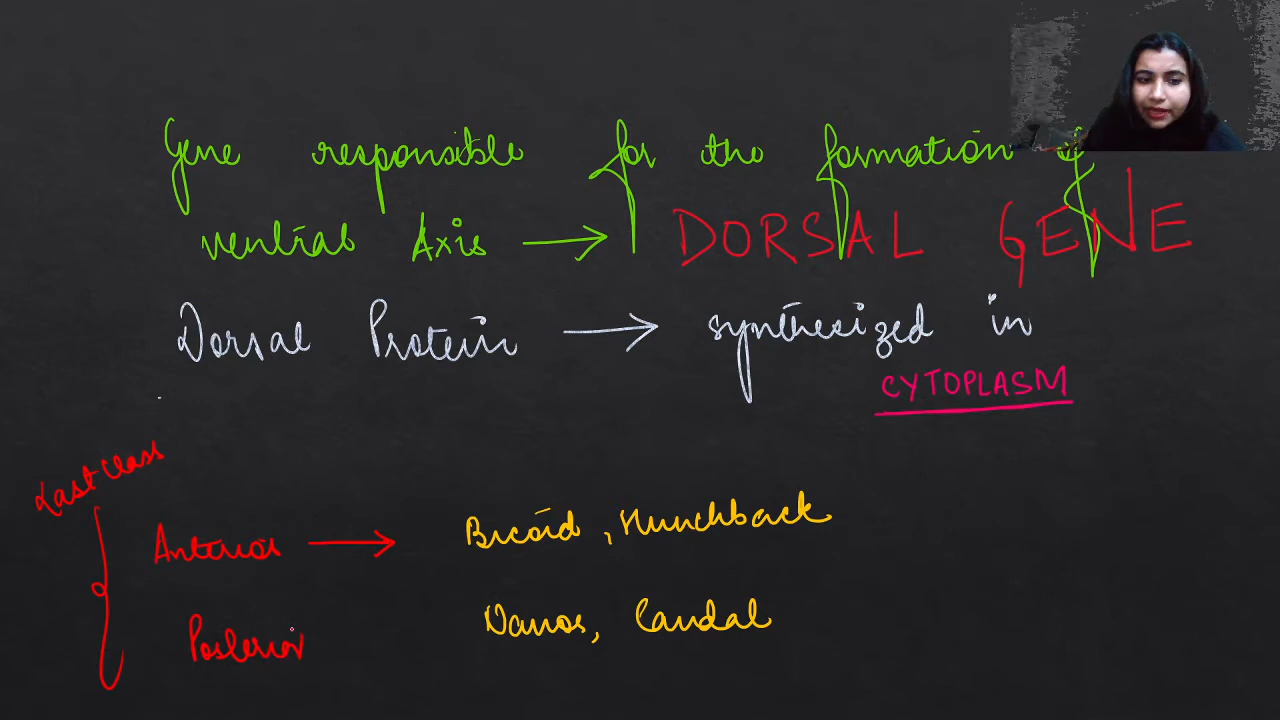 Gene responsible for the formation of
ventral Axis → DORSAL GENE
Dorsal Protein → synthesized in
CYTOPLASM
Last class
Anterior → Bicoid, Hunchback
Posterior Nanos, Caudal